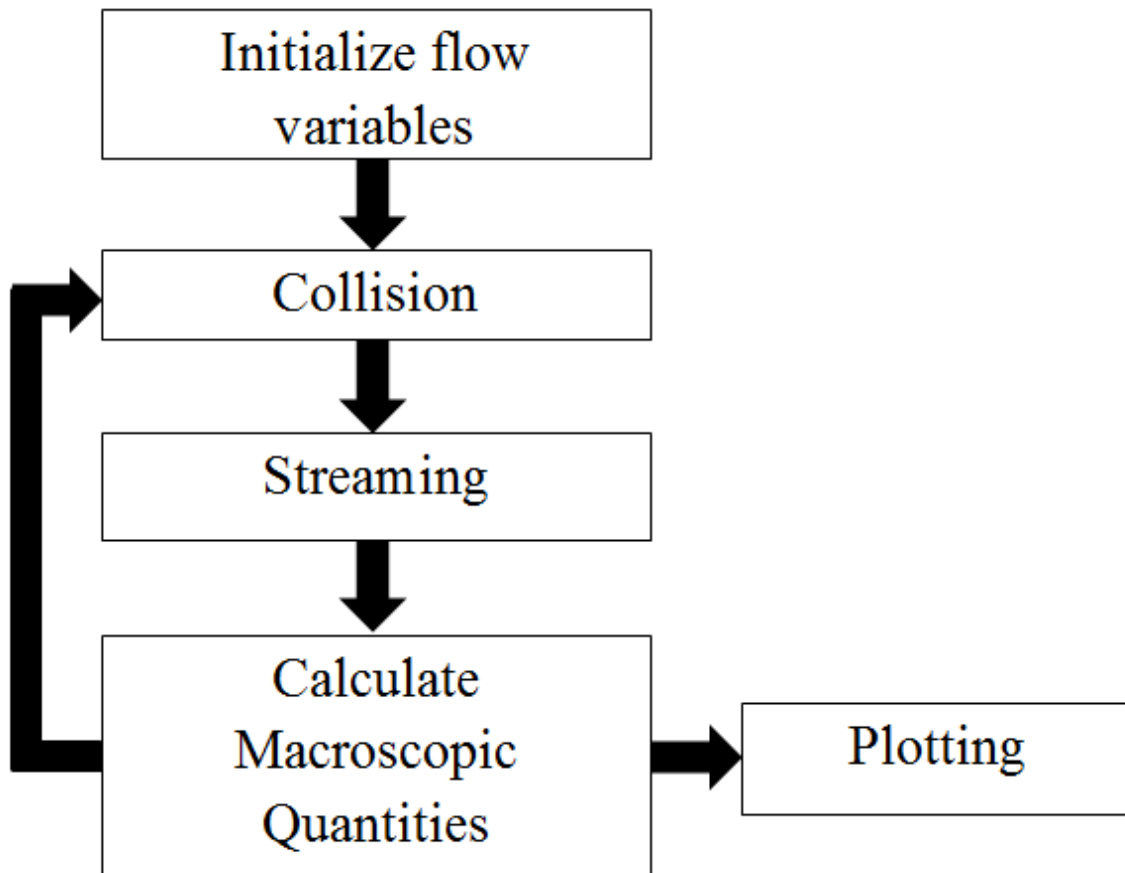 Initialize flow
variables
Collision
Streaming
Calculate
Macroscopic
Quantities
Plotting